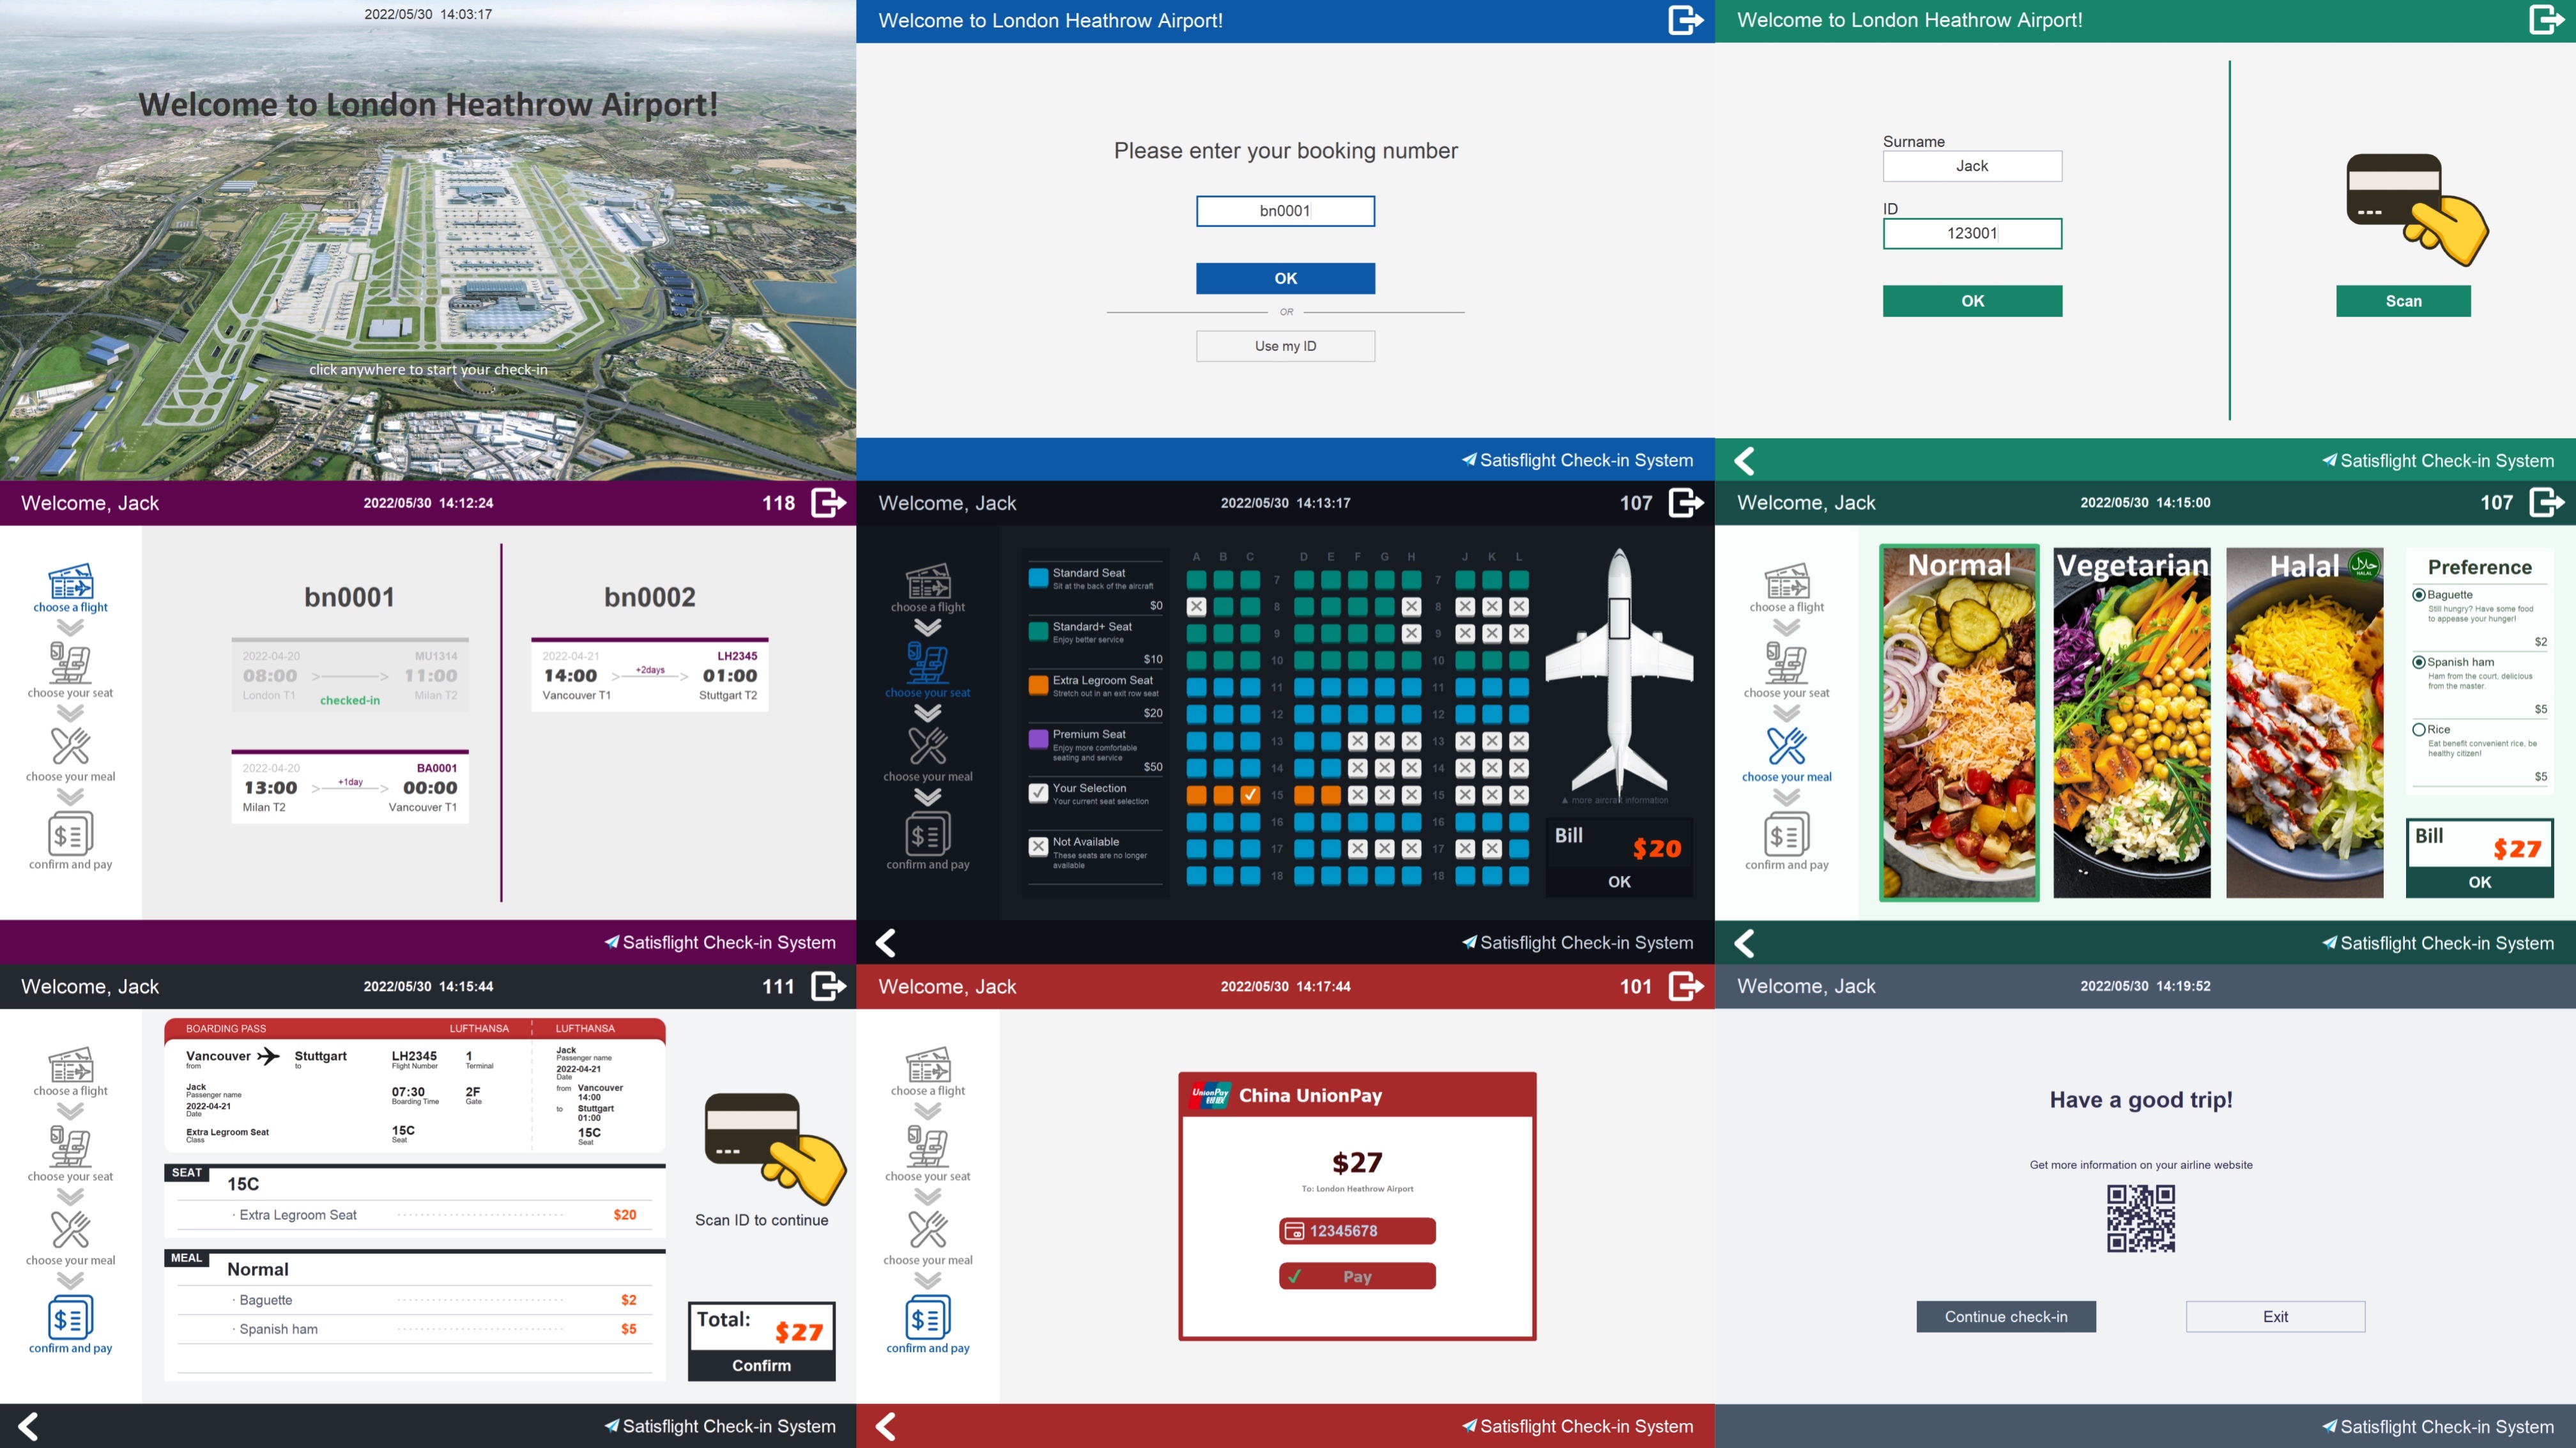 2022/05/30 14:03:17
Welcome to London Heathrow Airport!
click anywhere to start your check-in
Welcome to London Heathrow Airport!
Please enter your booking number
bn0001
OK
OR
Use my ID
Satisflight Check-in System
Welcome to London Heathrow Airport!
Surname
Jack
ID
123001
OK
Scan
Satisflight Check-in System
Welcome, Jack
2022/05/30 14:12:24
118
choose a flight
choose your seat
choose your meal
confirm and pay
bn0001
2022-04-20 MU1314
08:00 > > 11:00
London T1 Milan T2
checked-in
2022-04-20 BA0001
13:00 > +1day > 00:00
Milan T2 Vancouver T1
bn0002
2022-04-21 LH2345
14:00 > +2days > 01:00
Vancouver T1 Stuttgart T2
Satisflight Check-in System
Welcome, Jack
2022/05/30 14:13:17
107
choose a flight
choose your seat
choose your meal
confirm and pay
Standard Seat
Sit at the back of the aircraft
$0
Standard+ Seat
Enjoy better service
$10
Extra Legroom Seat
Stretch out in an exit row seat
$20
Premium Seat
Enjoy more comfortable
seating and service
$50
Your Selection
Your current seat selection
Not Available
These seats are no longer
available
A B C D E F G H J K L
7 7
8 8
9 9
10 10
11 11
12 12
13 13
14 14
15 15
16 16
17 17
18 18
▲ more aircraft information
Bill
$20
OK
Satisflight Check-in System
Welcome, Jack
2022/05/30 14:15:00
107
choose a flight
choose your seat
choose your meal
confirm and pay
Normal
Vegetarian
Halal
حلال
HALAL
Preference
Baguette
Still hungry? Have some food
to appease your hunger!
$2
Spanish ham
Ham from the court, delicious
from the master.
$5
Rice
Eat benefit convenient rice, be
healthy citizen!
$5
Bill
$27
OK
Satisflight Check-in System
Welcome, Jack
2022/05/30 14:15:44
111
choose a flight
choose your seat
choose your meal
confirm and pay
BOARDING PASS LUFTHANSA LUFTHANSA
Vancouver Stuttgart LH2345 1
from to Flight Number Terminal
Jack 07:30 2F
Passenger name Boarding Time Gate
2022-04-21
Date
Extra Legroom Seat 15C
Class Seat
Jack
Passenger name
2022-04-21
Date
from Vancouver
14:00
to Stuttgart
01:00
15C
Seat
SEAT
15C
· Extra Legroom Seat $20
MEAL
Normal
· Baguette $2
· Spanish ham $5
Scan ID to continue
Total:
$27
Confirm
Satisflight Check-in System
Welcome, Jack
2022/05/30 14:17:44
101
choose a flight
choose your seat
choose your meal
confirm and pay
UnionPay
银联
China UnionPay
$27
To: London Heathrow Airport
12345678
Pay
Satisflight Check-in System
Welcome, Jack
2022/05/30 14:19:52
Have a good trip!
Get more information on your airline website
Continue check-in
Exit
Satisflight Check-in System